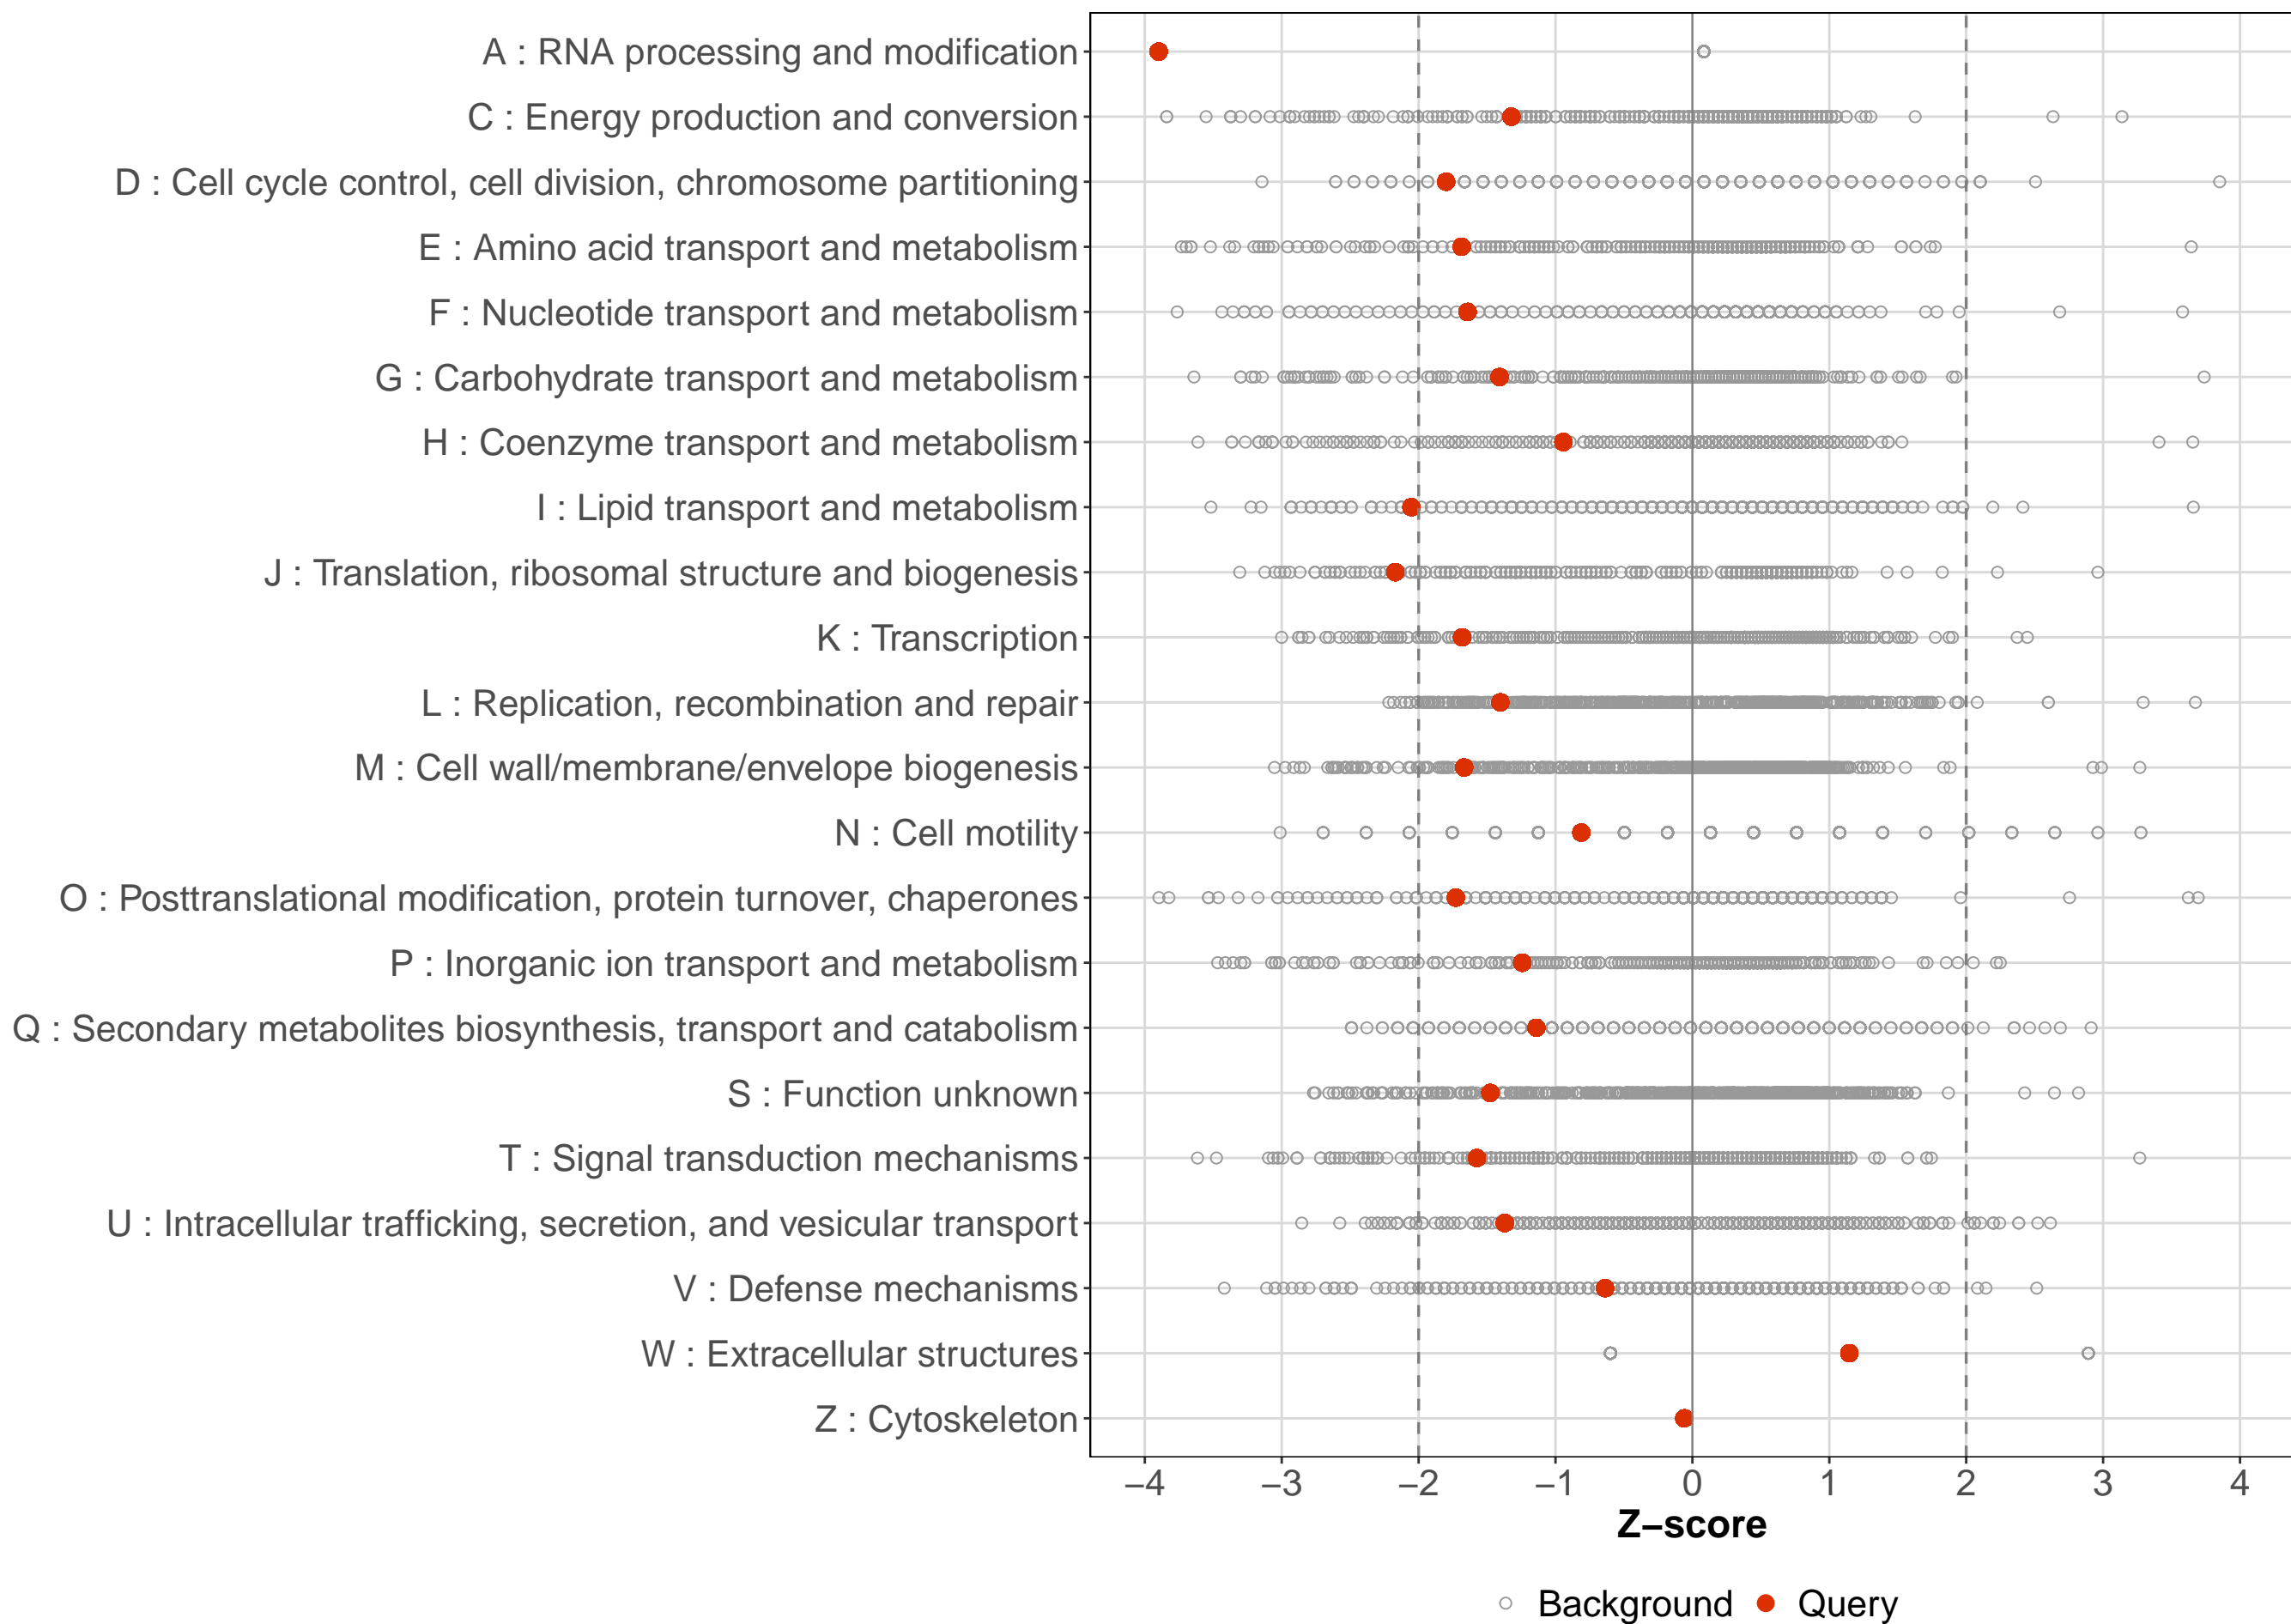 A : RNA processing and modification
C : Energy production and conversion
D : Cell cycle control, cell division, chromosome partitioning
E : Amino acid transport and metabolism
F : Nucleotide transport and metabolism
G : Carbohydrate transport and metabolism
H : Coenzyme transport and metabolism
I : Lipid transport and metabolism
J : Translation, ribosomal structure and biogenesis
K : Transcription
L : Replication, recombination and repair
M : Cell wall/membrane/envelope biogenesis
N : Cell motility
O : Posttranslational modification, protein turnover, chaperones
P : Inorganic ion transport and metabolism
Q : Secondary metabolites biosynthesis, transport and catabolism
S : Function unknown
T : Signal transduction mechanisms
U : Intracellular trafficking, secretion, and vesicular transport
V : Defense mechanisms
W : Extracellular structures
Z : Cytoskeleton
−4 −3 −2 −1 0 1 2 3 4
Z−score
Background Query